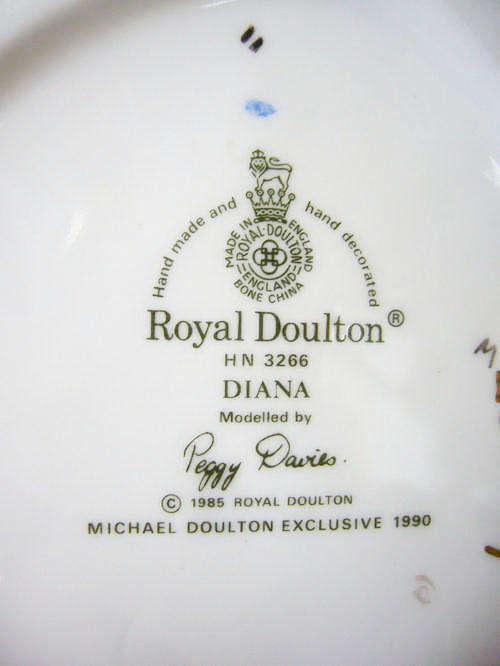 Hand made and hand decorated
MADE IN ENGLAND
ROYAL·DOULTON
ENGLAND
BONE CHINA
Royal Doulton®
HN 3266
DIANA
Modelled by
Peggy Davies.
© 1985 ROYAL DOULTON
MICHAEL DOULTON EXCLUSIVE 1990
M